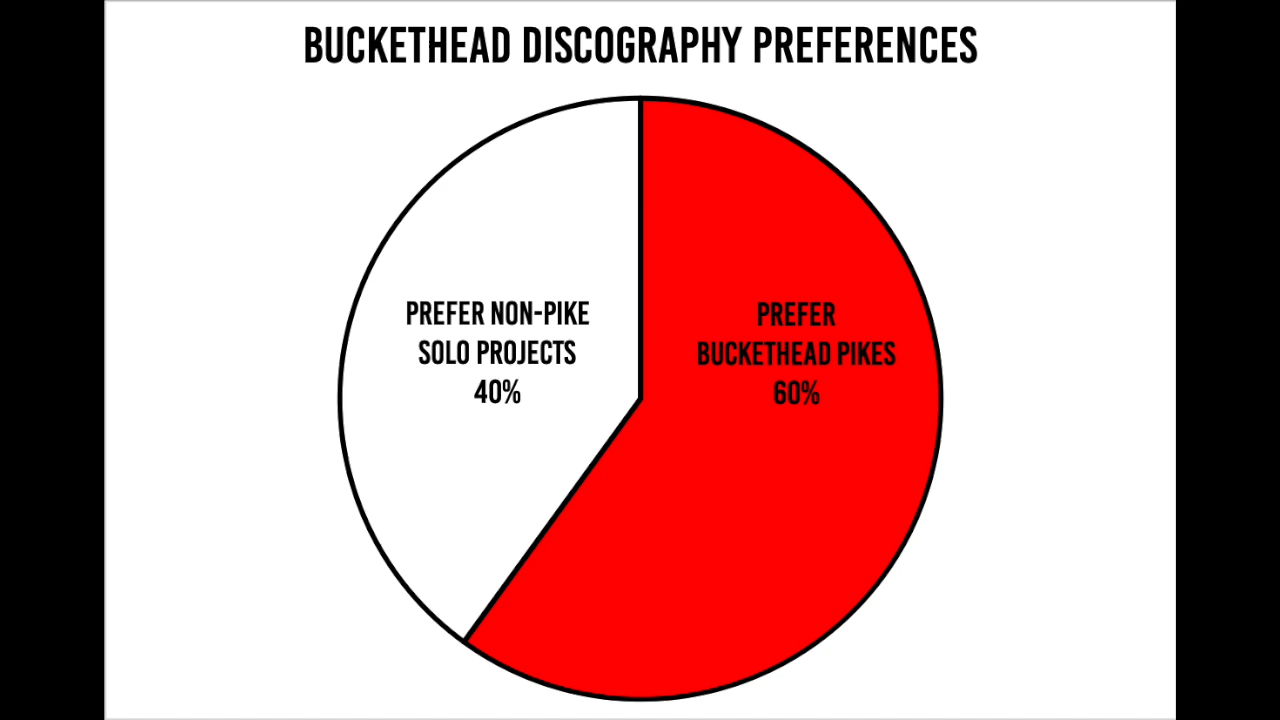 BUCKETHEAD DISCOGRAPHY PREFERENCES
PREFER NON-PIKE
SOLO PROJECTS
40%
PREFER
BUCKETHEAD PIKES
60%